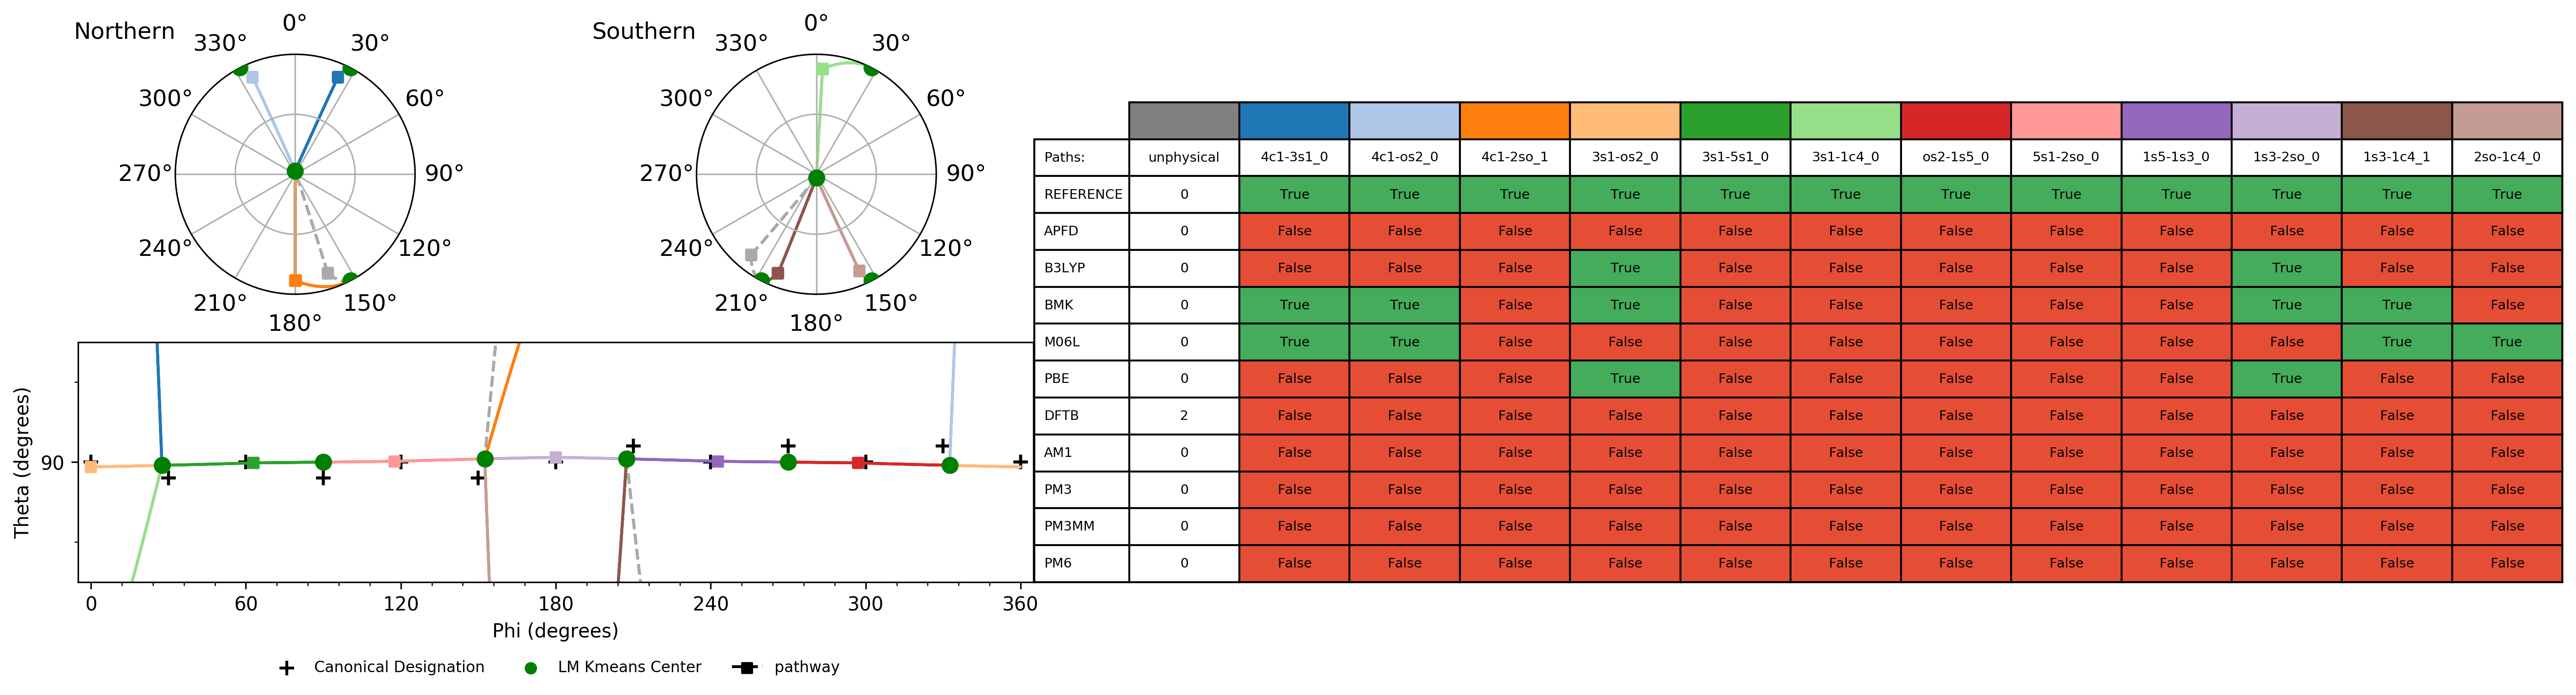 Northern
0°
30°
60°
90°
120°
150°
180°
210°
240°
270°
300°
330°
Southern
0°
30°
60°
90°
120°
150°
180°
210°
240°
270°
300°
330°
Theta (degrees)
90
0 60 120 180 240 300 360
Phi (degrees)
Canonical Designation LM Kmeans Center pathway
Paths: unphysical 4c1-3s1_0 4c1-os2_0 4c1-2so_1 3s1-os2_0 3s1-5s1_0 3s1-1c4_0 os2-1s5_0 5s1-2so_0 1s5-1s3_0 1s3-2so_0 1s3-1c4_1 2so-1c4_0
REFERENCE 0 True True True True True True True True True True True True
APFD 0 False False False False False False False False False False False False
B3LYP 0 False False False True False False False False False True False False
BMK 0 True True False True False False False False False True True False
M06L 0 True True False False False False False False False False True True
PBE 0 False False False True False False False False False True False False
DFTB 2 False False False False False False False False False False False False
AM1 0 False False False False False False False False False False False False
PM3 0 False False False False False False False False False False False False
PM3MM 0 False False False False False False False False False False False False
PM6 0 False False False False False False False False False False False False